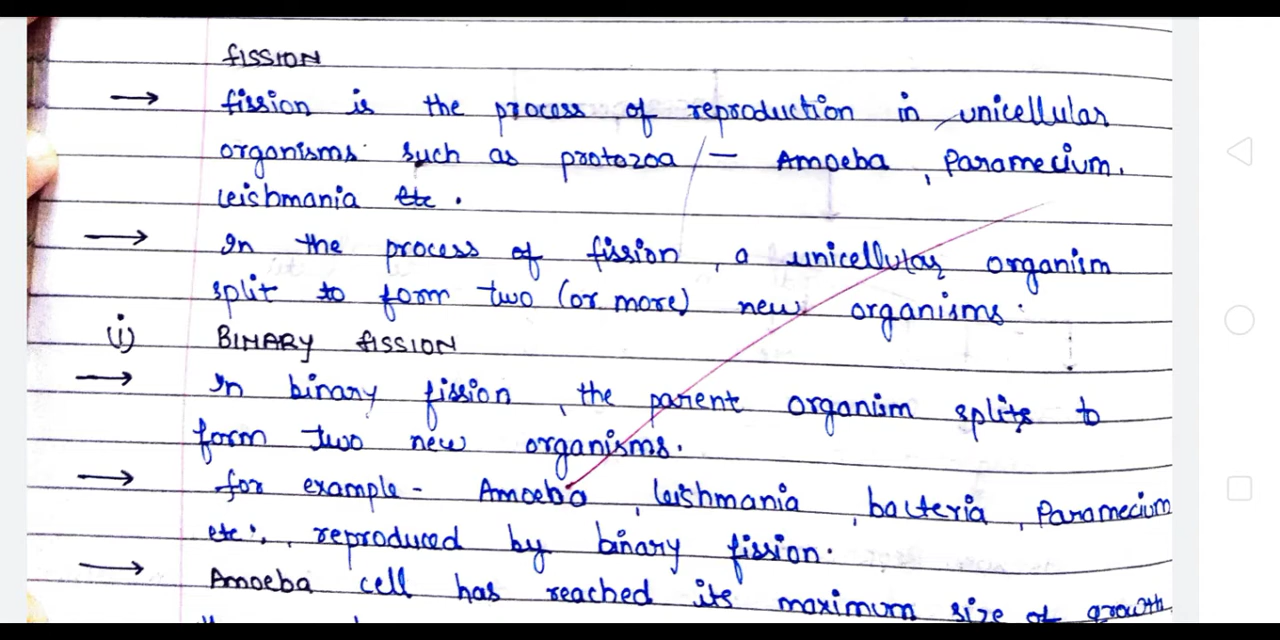 fISSION
→ fission is the process of reproduction in unicellular
organisms such as protozoa – Amoeba, Paramecium,
leishmania etc.
→ In the process of fission, a unicellular organism
split to form two (or more) new organisms.
(i) BINARY fISSION
→ In binary fission, the parent organism splits to
form two new organisms.
→ for example - Amoeba, leishmania, bacteria, Paramecium
etc., reproduced by binary fission.
→ Amoeba cell has reached its maximum size of growth